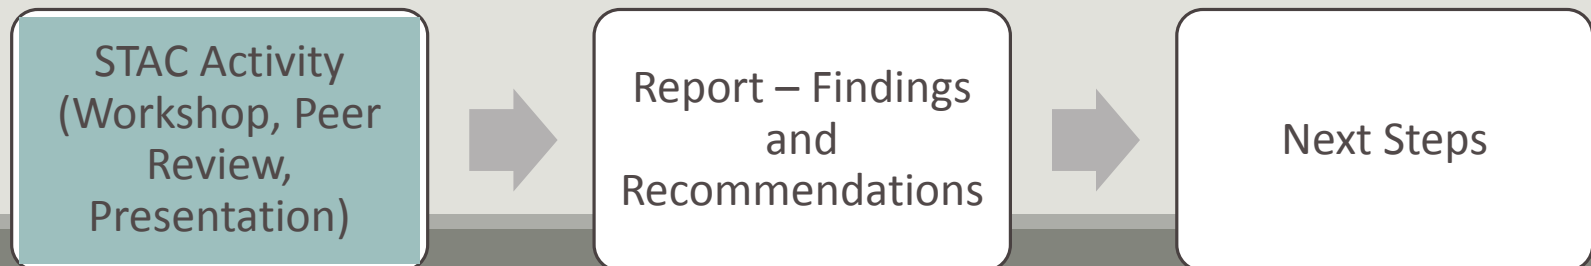 STAC Activity
(Workshop, Peer
Review,
Presentation)
Report – Findings
and
Recommendations
Next Steps